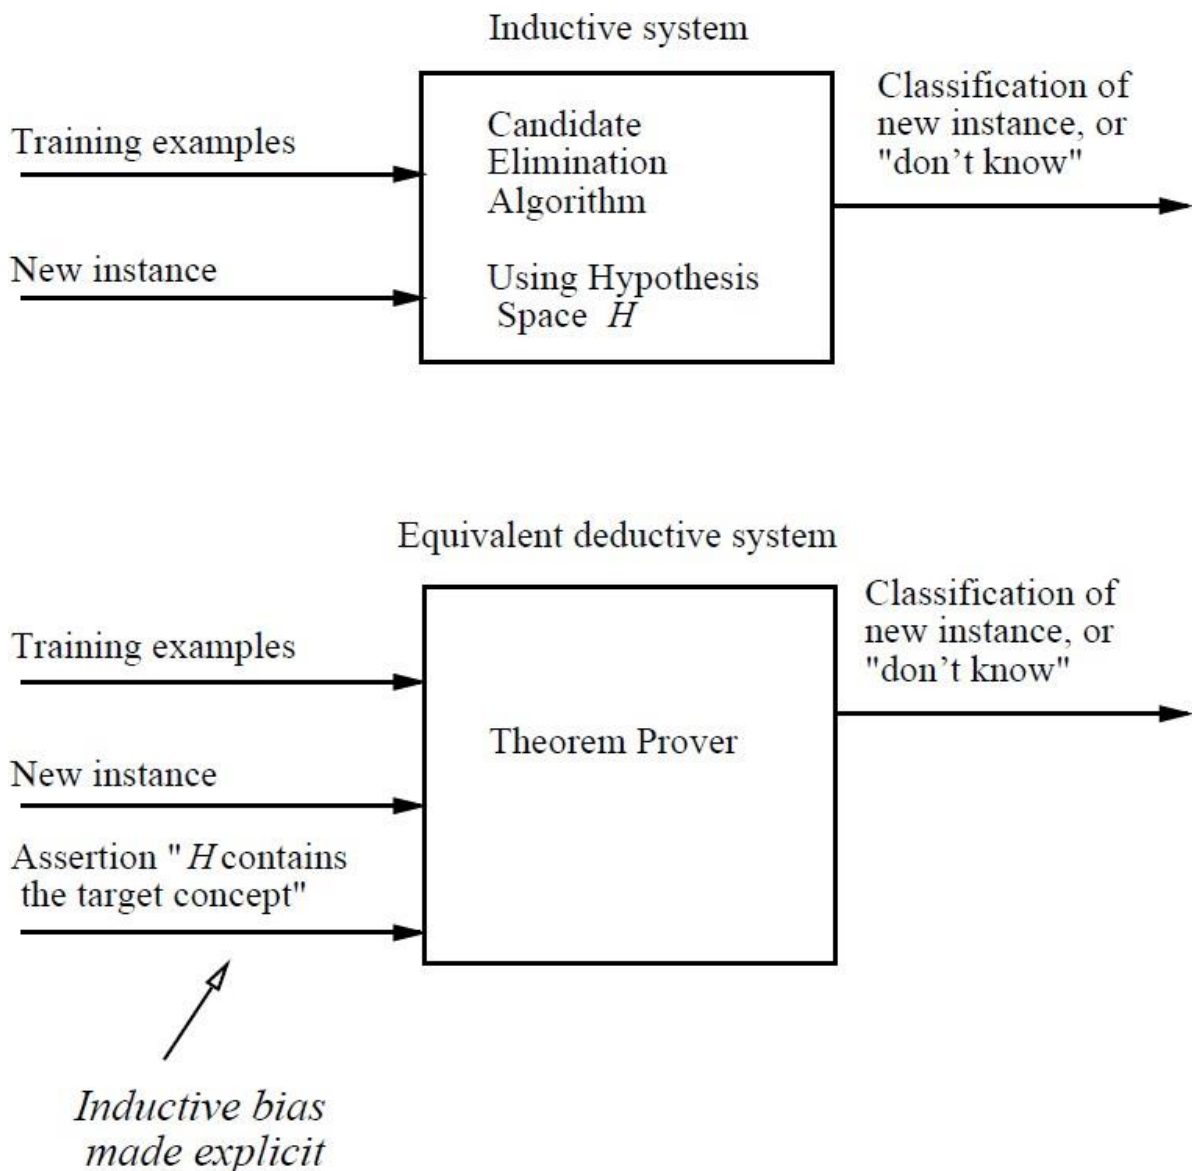 Inductive system
Training examples
New instance
Candidate
Elimination
Algorithm
Using Hypothesis
Space H
Classification of
new instance, or
"don't know"
Equivalent deductive system
Training examples
New instance
Assertion " H contains
the target concept"
Theorem Prover
Classification of
new instance, or
"don't know"
Inductive bias
made explicit